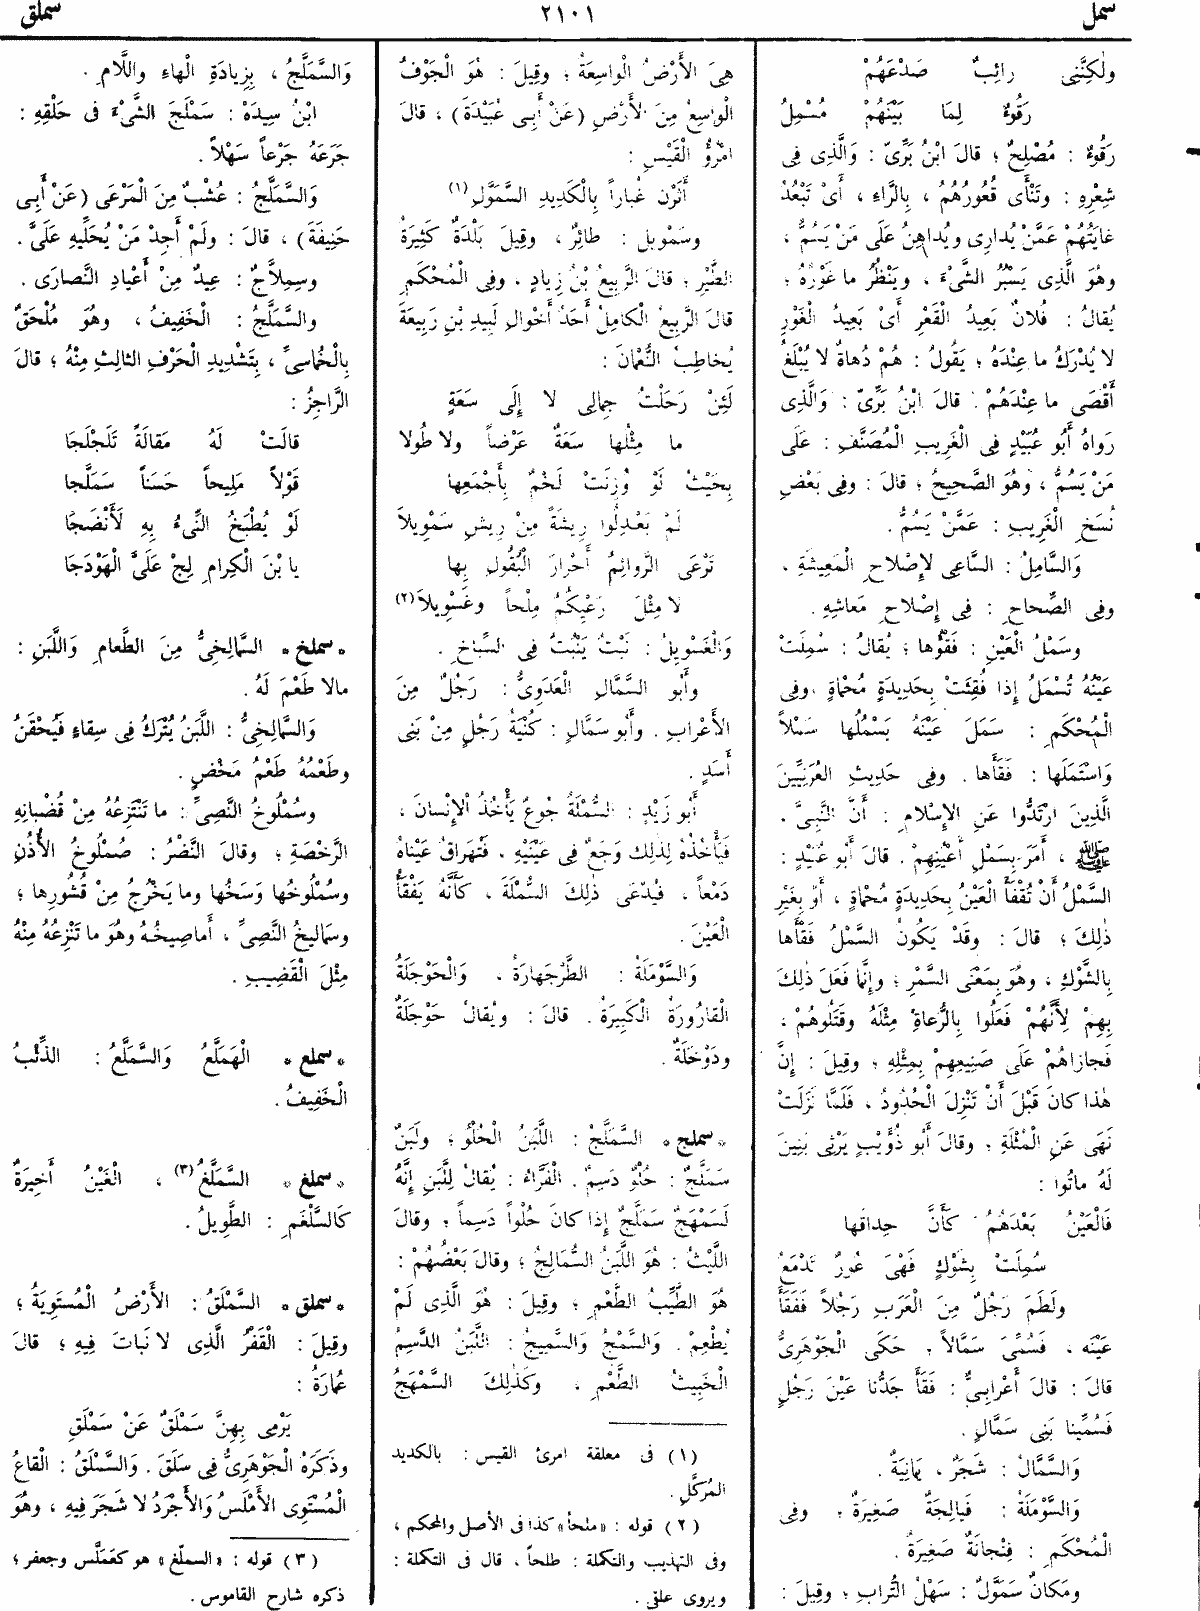 سمل
٢١٠١
سملق
ولٰكِنَّنِى رائِبٌ صَدْعَهُمْ
رَقُوءٌ لِمَا بَيْنَهُمْ مُسْمِلُ
رَقُوءٌ : مُصْلِحٌ ؛ قالَ ابْنُ بَرِّىّ : وَالَّذِى فِى
شِعْرِهِ : وتَنْأَى قُعُورُهُمُ ، بِالرَّاءِ ، أَىْ تَبْعُدُ
غايَتُهُمْ عَمَّنْ يُدارِى ويُداهِنُ عَلَى مَنْ يَسُمُّ ،
وهُوَ الَّذِى يَسْبُرُ الشَّىْءَ ، ويَنْظُرُ ما غَوْرُهُ ؛
يُقالُ : فُلانٌ بَعِيدُ الْقَعْرِ أَىْ بَعِيدُ الْغَوْرِ
لا يُدْرَكُ ما عِنْدَهُ ؛ يَقُولُ : هُمْ دُهاةٌ لا يُبْلَغُ
أَقْصَى ما عِنْدَهُمْ . قالَ ابْنُ بَرِّىّ : وَالَّذِى
رَواهُ أَبُو عُبَيْدٍ فِى الْغَرِيبِ الْمُصَنَّفِ : عَلَى
مَنْ يَسُمُّ ، وهُوَ الصَّحِيحُ ؛ قالَ : وفِى بَعْضِ
نُسَخِ الْغَرِيبِ : عَمَّنْ يَسُمُّ .
وَالسَّامِلُ : السَّاعِى لإِصْلاحِ الْمَعِيشَةِ ،
وفِى الصِّحاحِ : فِى إِصْلاحِ مَعاشِهِ .
وسَمْلُ الْعَيْنِ : فَقْؤُها ؛ يُقالُ : سُمِلَتْ
عَيْنُهُ تُسْمَلُ إِذا فُقِئَتْ بِحَدِيدَةٍ مُحْماةٍ . وفِى
الْمُحْكَمِ : سَمَلَ عَيْنَهُ يَسْمُلُها سَمْلاً
وَاسْتَمَلَها : فَقَأَها . وفِى حَدِيثِ الْعُرَنِيِّينَ
الَّذِينَ ارْتَدُّوا عَنِ الإِسْلامِ : أَنَّ النَّبِىَّ ،
ﷺ ، أَمَرَ بِسَمْلِ أَعْيُنِهِمْ . قالَ أَبُو عُبَيْدٍ :
السَّمْلُ أَنْ تُفْقَأَ الْعَيْنُ بِحَدِيدَةٍ مُحْماةٍ ، أَوْ بِغَيْرِ
ذٰلِكَ ؛ قالَ : وقَدْ يَكُونُ السَّمْلُ فَقْأَها
بِالشَّوْكِ ، وهُوَ بِمَعْنَى السَّمْرِ ؛ وإِنَّما فَعَلَ ذٰلِكَ
بِهِمْ لِأَنَّهُمْ فَعَلُوا بِالرُّعاةِ مِثْلَهُ وقَتَلُوهُمْ ،
فَجازاهُمْ عَلَى صَنِيعِهِمْ بِمِثْلِهِ ؛ وقِيلَ : إِنَّ
هٰذا كانَ قَبْلَ أَنْ تَنْزِلَ الْحُدُودُ ، فَلَمَّا نَزَلَتْ
نَهَى عَنِ الْمُثْلَةِ ؛ وقالَ أَبُو ذُؤَيْبٍ يَرْثِى بَنِينَ
لَهُ ماتُوا :
فَالْعَيْنُ بَعْدَهُمُ كَأَنَّ حِداقَها
سُمِلَتْ بِشَوْكٍ فَهْىَ عُورٌ تَدْمَعُ
ولَطَمَ رَجُلٌ مِنَ الْعَرَبِ رَجُلاً فَفَقَأَ
عَيْنَه ، فَسُمِّىَ سَمَّالاً ؛ حَكَى الْجَوْهَرِىُّ
قالَ : قالَ أَعْرابِىٌّ : فَقَأَ جَدُّنا عَيْنَ رَجُلٍ
فَسُمِّينا بَنِى سَمَّالٍ .
وَالسَّمَّالُ : شَجَرٌ ، يَمانِيَةٌ .
وَالسَّوْمَلَةُ : فِيالِجَةٌ صَغِيرَةٌ ؛ وفِى
الْمُحْكَمِ : فِنْجانَةٌ صَغِيرَةٌ .
ومَكانٌ سَمَوَّلٌ : سَهْلُ التُّرابِ ؛ وقِيلَ :
هِىَ الأَرْضُ الْواسِعَةُ ؛ وقِيلَ : هُوَ الْجَوْفُ
الْواسِعُ مِنَ الأَرْضِ (عَنْ أَبِى عُبَيْدَةَ) ، قالَ
امْرُؤُ الْقَيْسِ :
أَثَرْنَ غُباراً بِالْكَدِيدِ السَّمَوَّلِ (١)
وسَمْوِيل : طائِرٌ ، وقِيلَ بَلْدَةٌ كَثِيرَةُ
الطَّيْرِ ؛ قالَ الرَّبِيعُ بْنُ زِيادٍ ، وفِى الْمُحْكَمِ
قالَ الرَّبِيعُ الْكامِلُ أَحَدُ أَخْوالِ لَبِيدِ بْنِ رَبِيعَةَ
يُخاطِبُ النُّعْمانَ :
لَئِنْ رَحَلْتُ جِمالِى لا إِلَى سَعَةٍ
ما مِثْلُها سَعَةٌ عَرْضاً ولا طُولا
بِحَيْثُ لَوْ وُزِنَتْ لَخْمٌ بِأَجْمَعِها
لَمْ يَعْدِلُوا رِيشَةً مِنْ رِيشِ سَمْوِيلاَ
تَرْعَى الرَّوائِمُ أَحْرارَ الْبُقُولِ بِها
لا مِثْلَ رَعْيِكُمُ مِلْحاً وغَسْوِيلاَ (٢)
وَالْغَسْوِيلُ : نَبْتٌ يَنْبُتُ فِى السِّباخِ .
وأَبُو السَّمَّالِ الْعَدَوِىُّ : رَجُلٌ مِنَ
الأَعْرابِ . وأَبُو سَمَّالٍ : كُنْيَةُ رَجُلٍ مِنْ بَنِى
أَسَدٍ .
أَبُو زَيْدٍ : السُّمْلَةُ جُوعٌ يَأْخُذُ الإِنْسانَ ،
فَيَأْخُذُهُ لِذٰلِكَ وَجَعٌ فِى عَيْنَيْهِ ، فَتُهَراقُ عَيْناهُ
دَمْعاً ، فَيُدْعَى ذٰلِكَ السُّمْلَةَ ، كَأَنَّهُ يَفْقَأُ
الْعَيْنَ .
وَالسَّوْمَلَةُ : الطَّرْجَهارَةُ ، وَالْحَوْجَلَةُ
الْقارُورَةُ الْكَبِيرَةُ . قالَ : ويُقالُ حَوْجَلَةٌ
ودَوْخَلَةٌ .
* سملج * السَّمَلَّجُ : اللَّبَنُ الْحُلْوُ ؛ ولَبَنٌ
سَمَلَّجٌ : حُلْوٌ دَسِمٌ . الْفَرَّاءُ : يُقالُ لِلَّبَنِ إِنَّهُ
لَسَمْهَجٌ سَمَلَّجٌ إِذا كانَ حُلْواً دَسِماً ؛ وقالَ
اللَّيْثُ : هُوَ اللَّبَنُ السُّمالِجُ ؛ وقالَ بَعْضُهُمْ :
هُوَ الطَّيِّبُ الطَّعْمِ ؛ وقِيلَ : هُوَ الَّذِى لَمْ
يُطْعِمْ . وَالسَّمْجُ وَالسَّمِيجُ : اللَّبَنُ الدَّسِمُ
الْخَبِيثُ الطَّعْمِ ، وكَذٰلِكَ السَّمْهَجُ
(١) فى معلقة امرئ القيس : بالكديد
المُركَّلِ .
(٢) قوله : «ملحاً» كذا فى الأصل والمحكم ،
وفى التهذيب والتكملة : طلحاً ، قال فى التكملة :
ويروى علقى .
وَالسَّمَلَّجُ ، بِزِيادَةِ الْهاءِ واللَّامِ .
ابْنُ سِيدَهْ : سَمْلَجَ الشَّىْءَ فى حَلْقِهِ :
جَرَعَهُ جَرْعاً سَهْلاً .
وَالسَّمَلَّجُ : عُشْبٌ مِنَ الْمَرْعَى (عَنْ أَبِى
حَنِيفَةَ) ، قالَ : ولَمْ أَجِدْ مَنْ يُحَلِّيهِ عَلَىَّ .
وسِمِلاَّجٌ : عِيدٌ مِنْ أَعْيادِ النَّصارَى .
والسَّمَلَّجُ : الْخَفِيفُ ، وهُوَ مُلْحَقٌ
بِالْخُماسِىِّ ، بِتَشْدِيدِ الْحَرْفِ الثالِثِ مِنْهُ ؛ قالَ
الرَّاجِزُ :
قالَتْ لَهُ مَقالَةً تَلَجْلَجَا
قَوْلاً مَلِيحاً حَسَناً سَمَلَّجا
لَوْ يُطْبَخُ النِّىءُ بِهِ لَأَنْضَجَا
يا بْنَ الْكِرامِ لِجْ عَلَىَّ الْهَوْدَجَا
* سملخ * السَّمالِخِىُّ مِنَ الطَّعامِ وَاللَّبَنِ :
مالا طَعْمَ لَهُ .
وَالسَّمالِخِىُّ : اللَّبَنُ يُتْرَكُ فِى سِقاءٍ فَيُحْقَنُ
وطَعْمُهُ طَعْمُ مَخْضٍ .
وسُمْلُوخُ النَّصِىِّ : ما تَنْتَزِعُهُ مِنْ قُضْبانِهِ
الرَّخْصَةِ ؛ وقالَ النَّضْرُ : صُمْلُوخُ الأُذُنِ
وسُمْلُوخُها وَسَخُها وما يَخْرُجُ مِنْ قُشُورِها ؛
وسَمالِيخُ النَّصِىِّ ، أَماصِيخُهُ وهُوَ ما تَنْزِعُهُ مِنْهُ
مِثْلَ الْقَضِيبِ .
* سملع * الْهَمَلَّعُ وَالسَّمَلَّعُ : الذِّئْبُ
الْخَفِيفُ .
* سملغ * السَّمَلَّغُ (٣) ، الْغَيْنُ أَخِيرَةٌ
كَالسَّلْغَمِ : الطَّوِيلُ .
* سملق * السَّمْلَقُ : الأَرْضُ الْمُسْتَوِيَةُ ؛
وقِيلَ : الْقَفْرُ الَّذِى لا نَباتَ فِيهِ ؛ قالَ
عُمارَةُ :
يَرْمِى بِهِنَّ سَمْلَقٌ عَنْ سَمْلَقِ
وذَكَرَهُ الْجَوْهَرِىُّ فِى سَلَقَ . وَالسَّمْلَقُ : الْقاعُ
الْمُسْتَوِى الأَمْلَسُ وَالأَجْرَدُ لا شَجَرَ فِيهِ ، وهُوَ
(٣) قوله : «السملّغ» هو كعَمَلَّس وجعفر ؛
ذكره شارح القاموس .